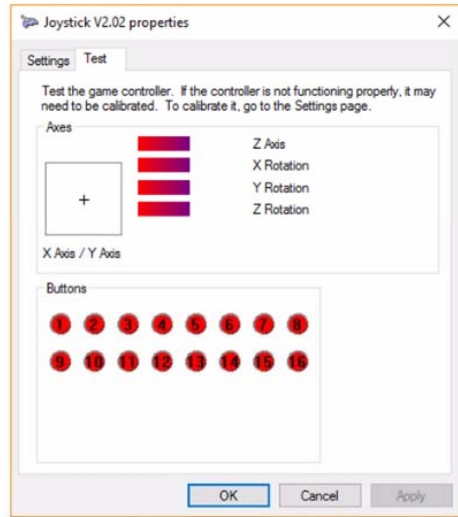 Joystick V2.02 properties
Settings
Test
Test the game controller. If the controller is not functioning properly, it may
need to be calibrated. To calibrate it, go to the Settings page.
Axes
Z Axis
X Rotation
Y Rotation
Z Rotation
X Axis / Y Axis
Buttons
1 2 3 4 5 6 7 8
9 10 11 12 13 14 15 16
OK Cancel Apply